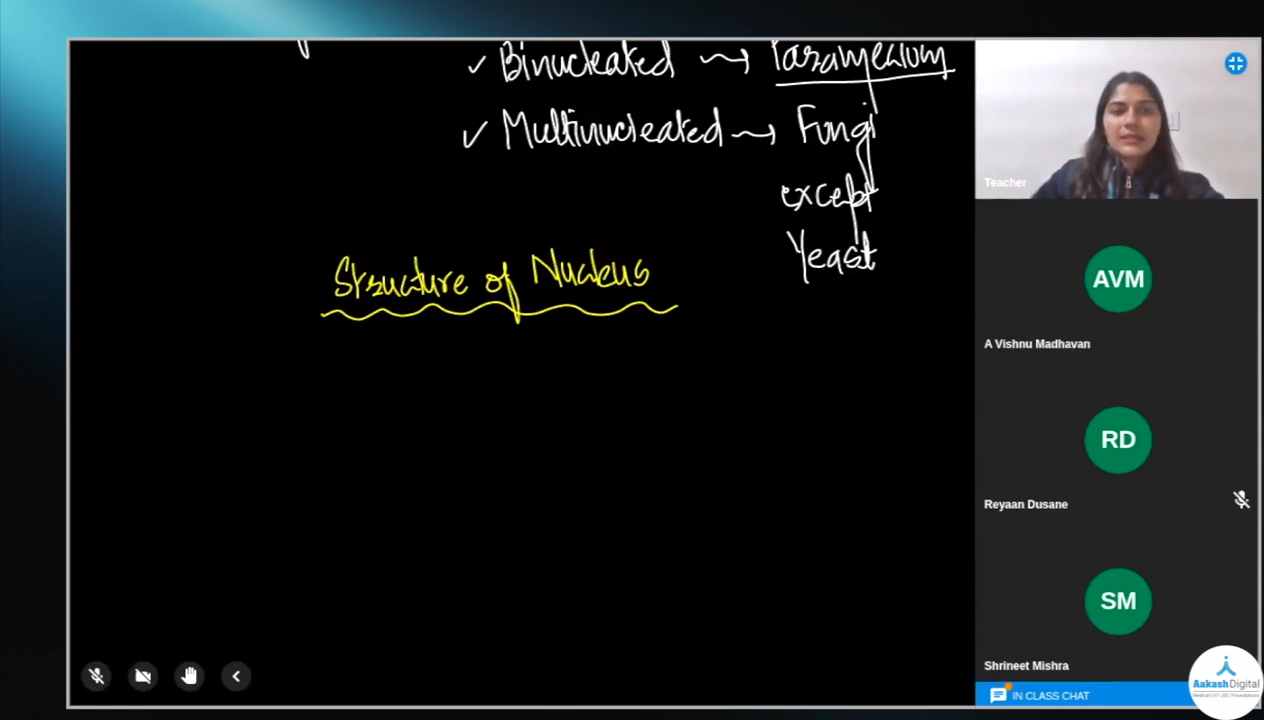 ✓ Binucleated → Paramecium
✓ Multinucleated → Fungi
except
Yeast
Structure of Nucleus
Teacher
AVM
A Vishnu Madhavan
RD
Reyaan Dusane
SM
Shrineet Mishra
IN CLASS CHAT
Aakash Digital